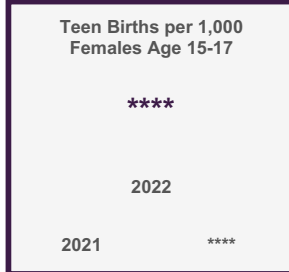 Teen Births per 1,000
Females Age 15-17
****
2022
2021 ****